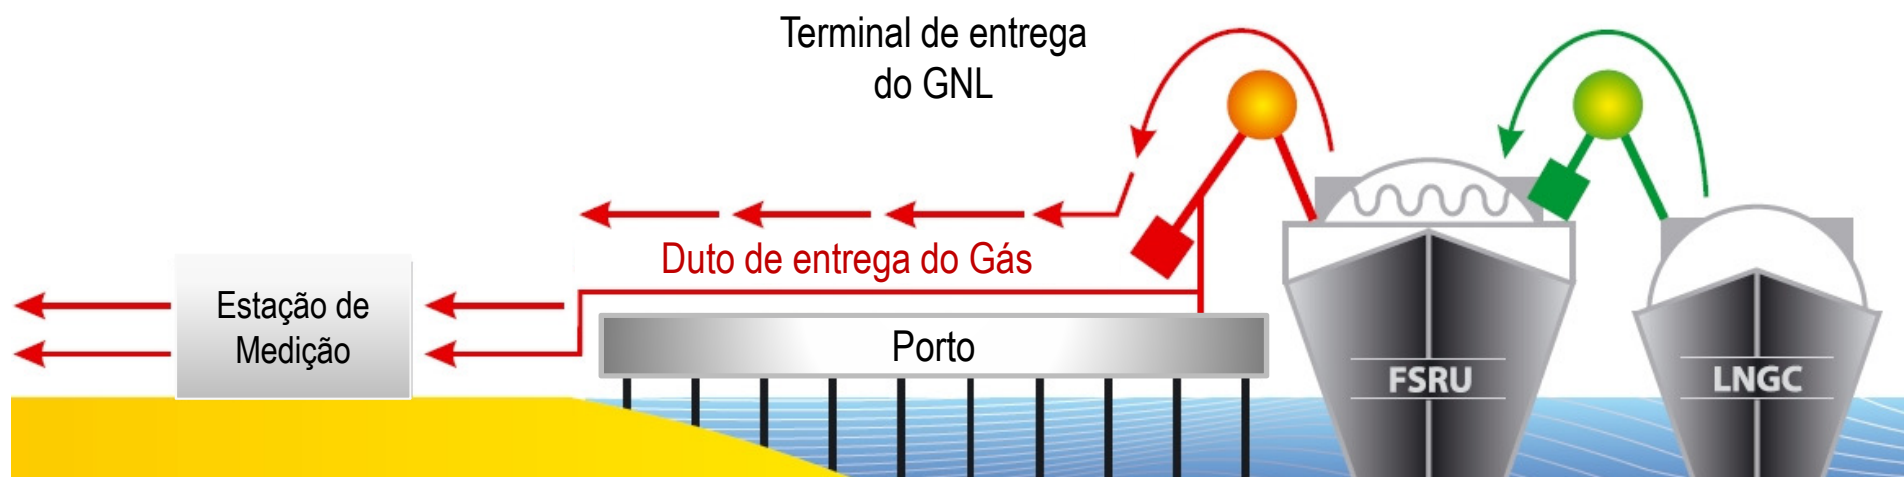 Terminal de entrega
do GNL
Duto de entrega do Gás
Estação de
Medição
Porto
FSRU
LNGC